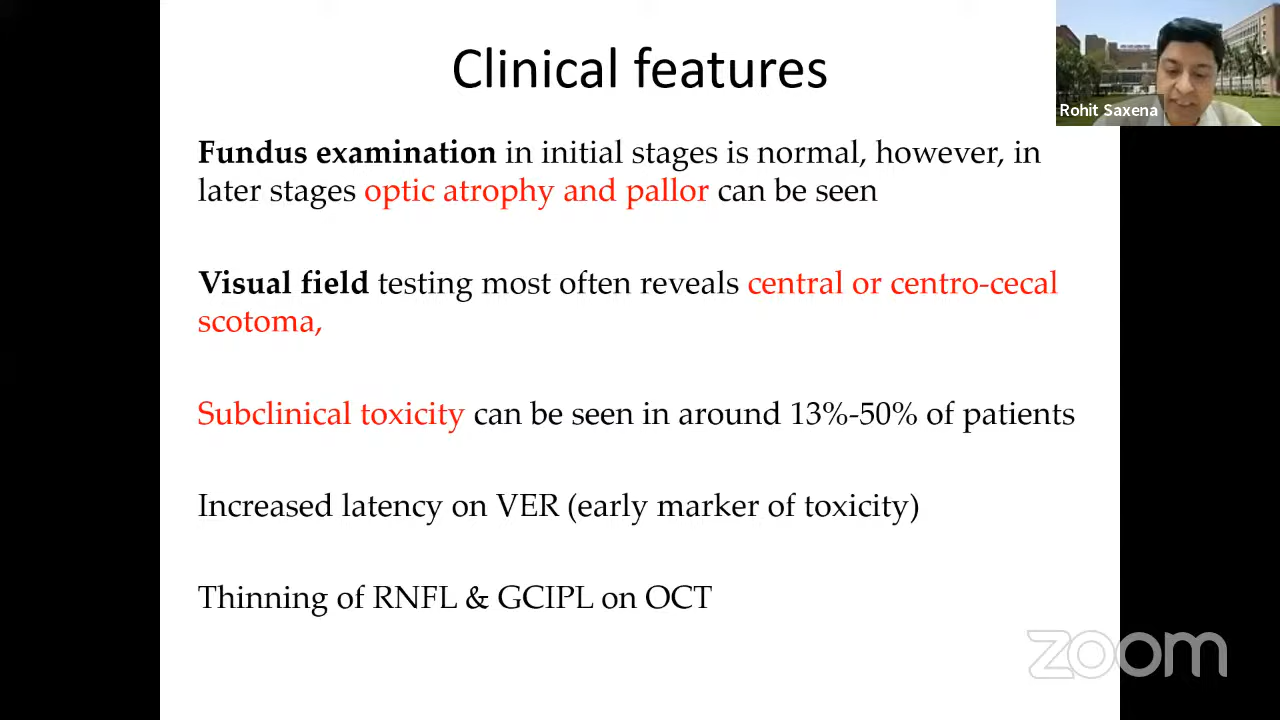 Clinical features
Rohit Saxena
Fundus examination in initial stages is normal, however, in
later stages optic atrophy and pallor can be seen
Visual field testing most often reveals central or centro-cecal
scotoma,
Subclinical toxicity can be seen in around 13%-50% of patients
Increased latency on VER (early marker of toxicity)
Thinning of RNFL & GCIPL on OCT
zoom